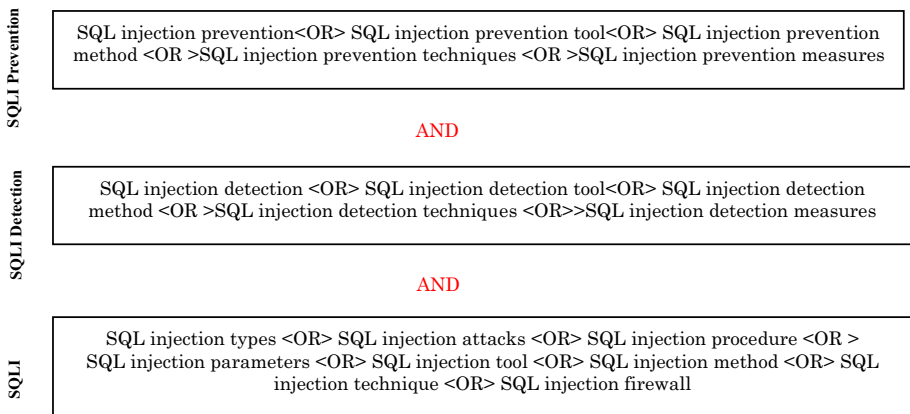 SQLI Prevention
SQL injection prevention<OR> SQL injection prevention tool<OR> SQL injection prevention
method <OR >SQL injection prevention techniques <OR >SQL injection prevention measures
AND
SQLI Detection
SQL injection detection <OR> SQL injection detection tool<OR> SQL injection detection
method <OR >SQL injection detection techniques <OR>>SQL injection detection measures
AND
SQLI
SQL injection types <OR> SQL injection attacks <OR> SQL injection procedure <OR >
SQL injection parameters <OR> SQL injection tool <OR> SQL injection method <OR> SQL
injection technique <OR> SQL injection firewall